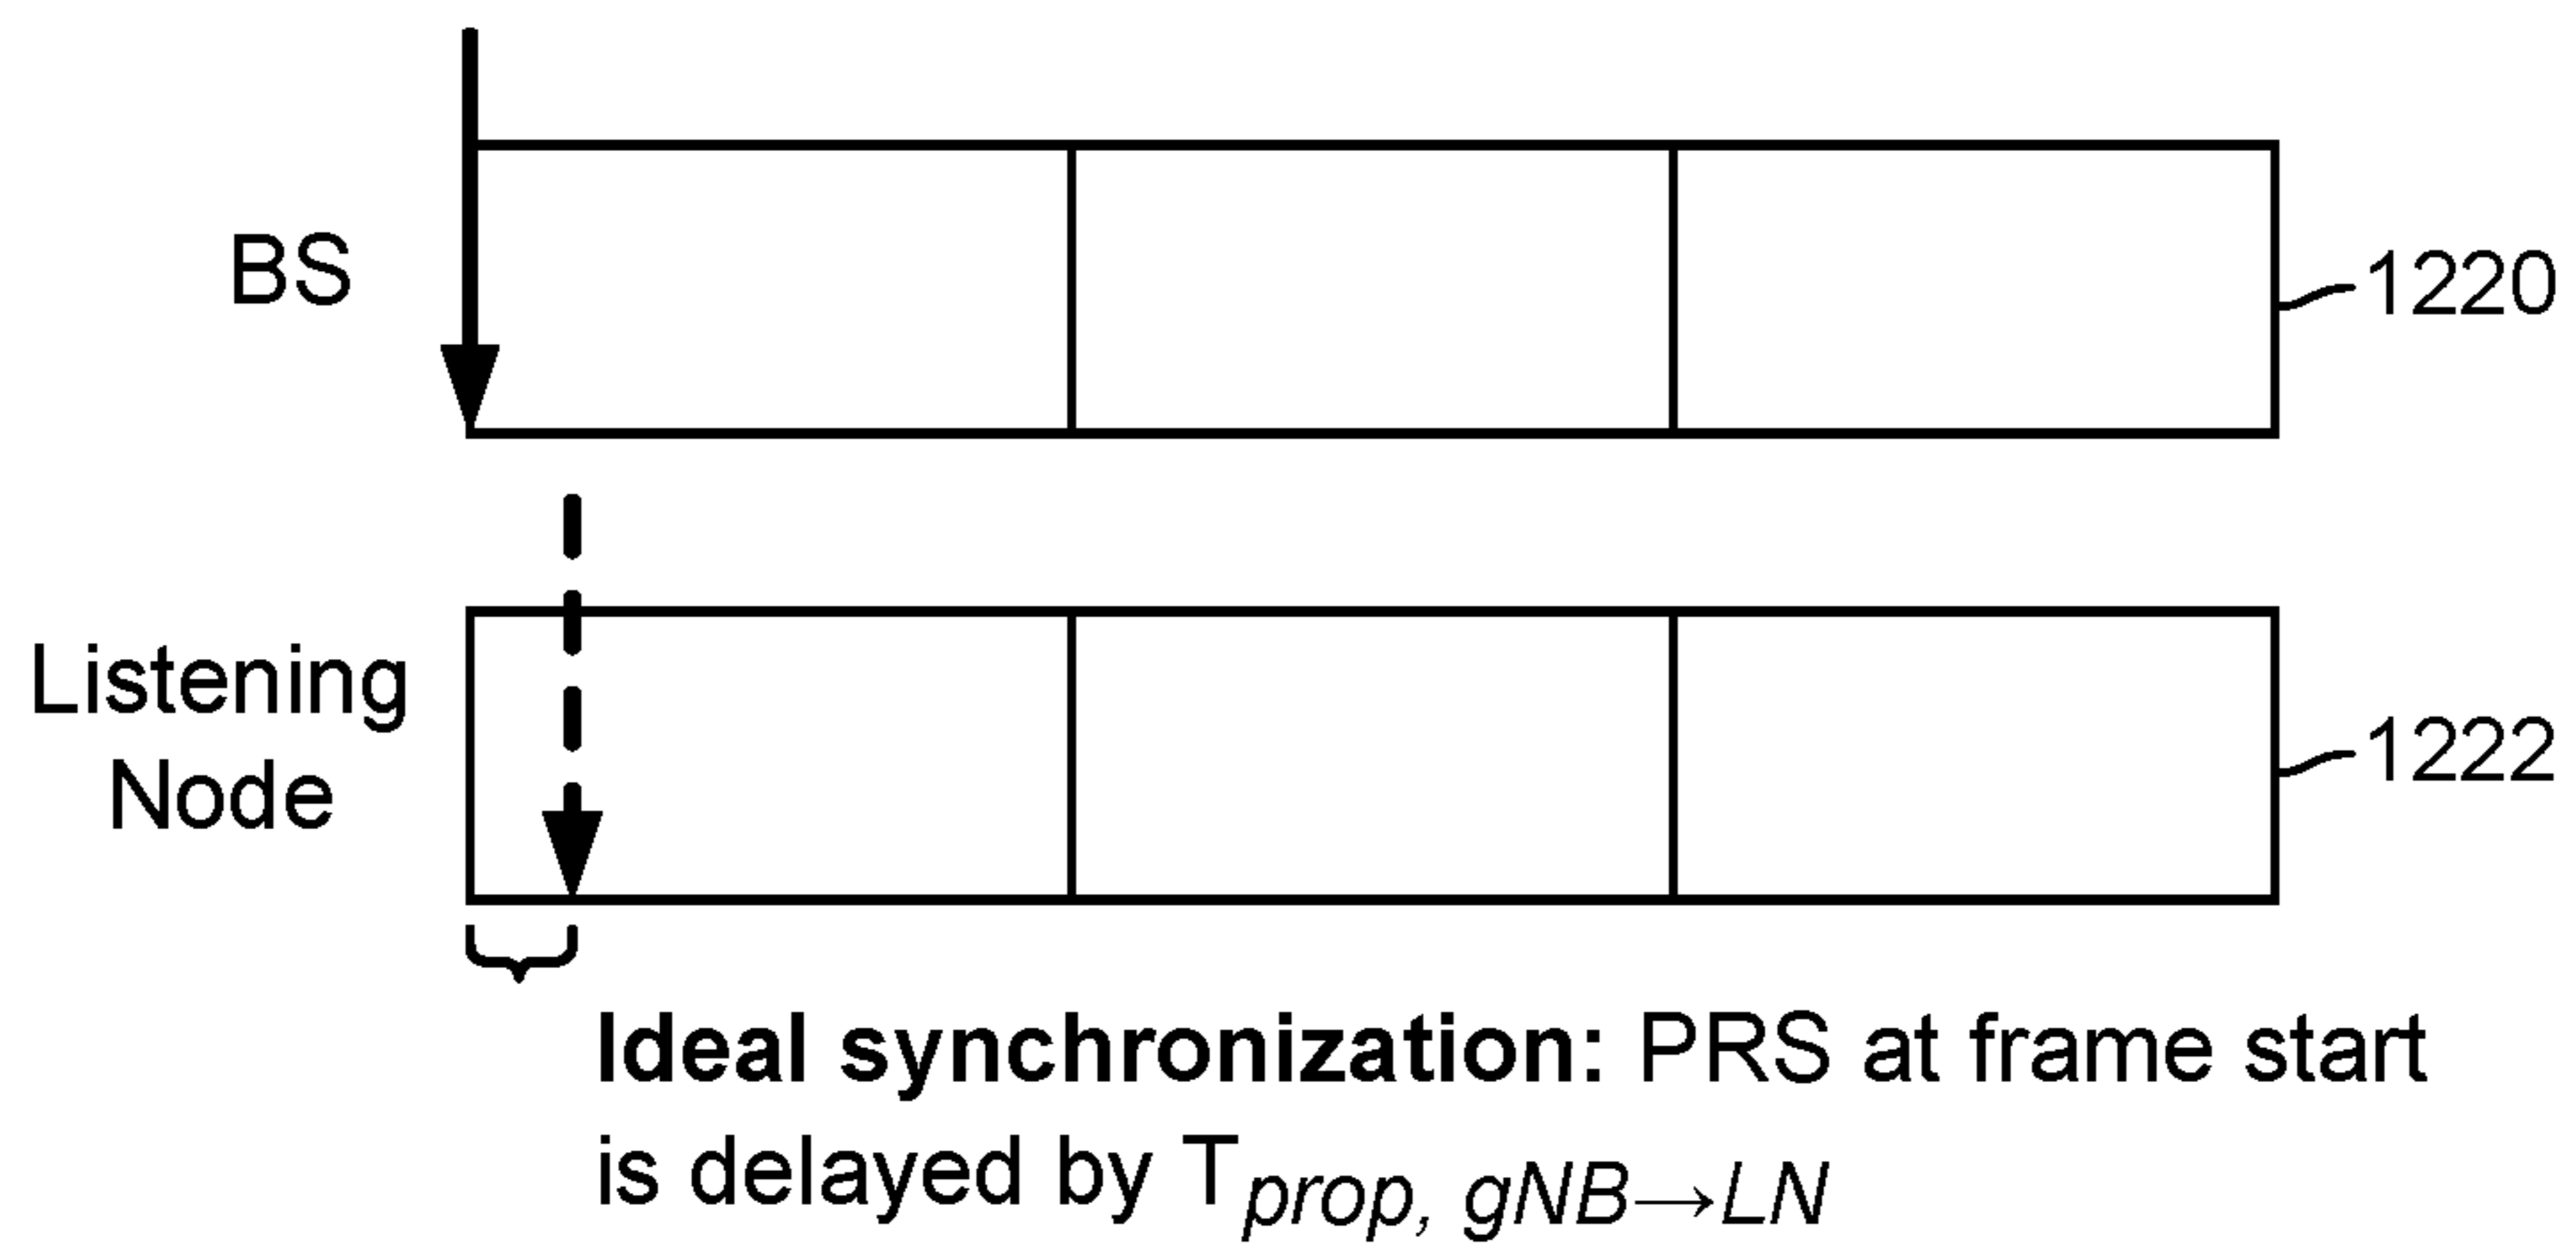 BS
1220
Listening
Node
1222
Ideal synchronization: PRS at frame start
is delayed by Tprop, gNB→LN